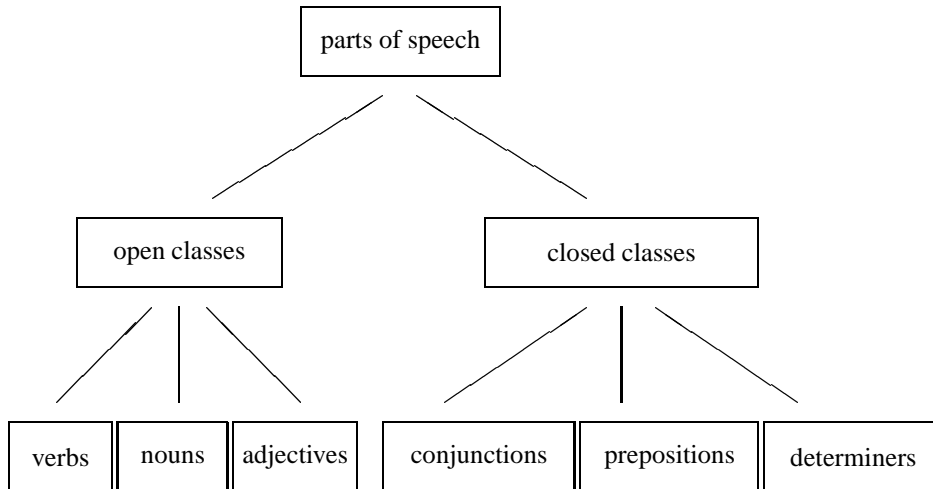 parts of speech
open classes
closed classes
verbs
nouns
adjectives
conjunctions
prepositions
determiners